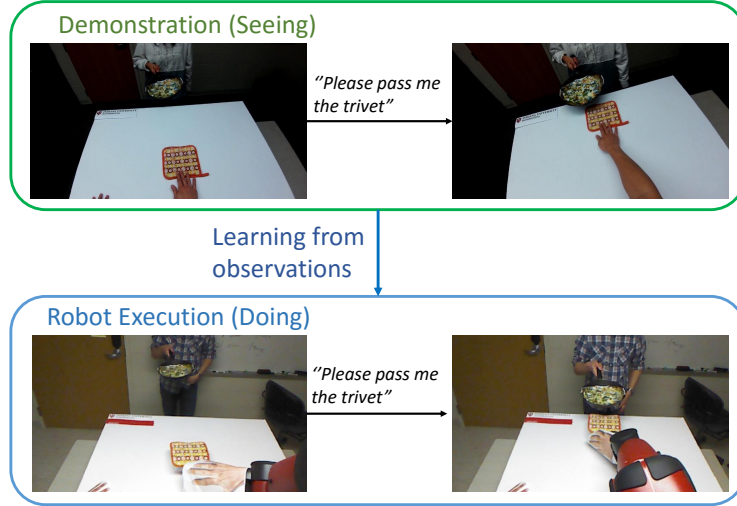 Demonstration (Seeing)
‘’Please pass me
the trivet”
Learning from
observations
Robot Execution (Doing)
‘’Please pass me
the trivet”